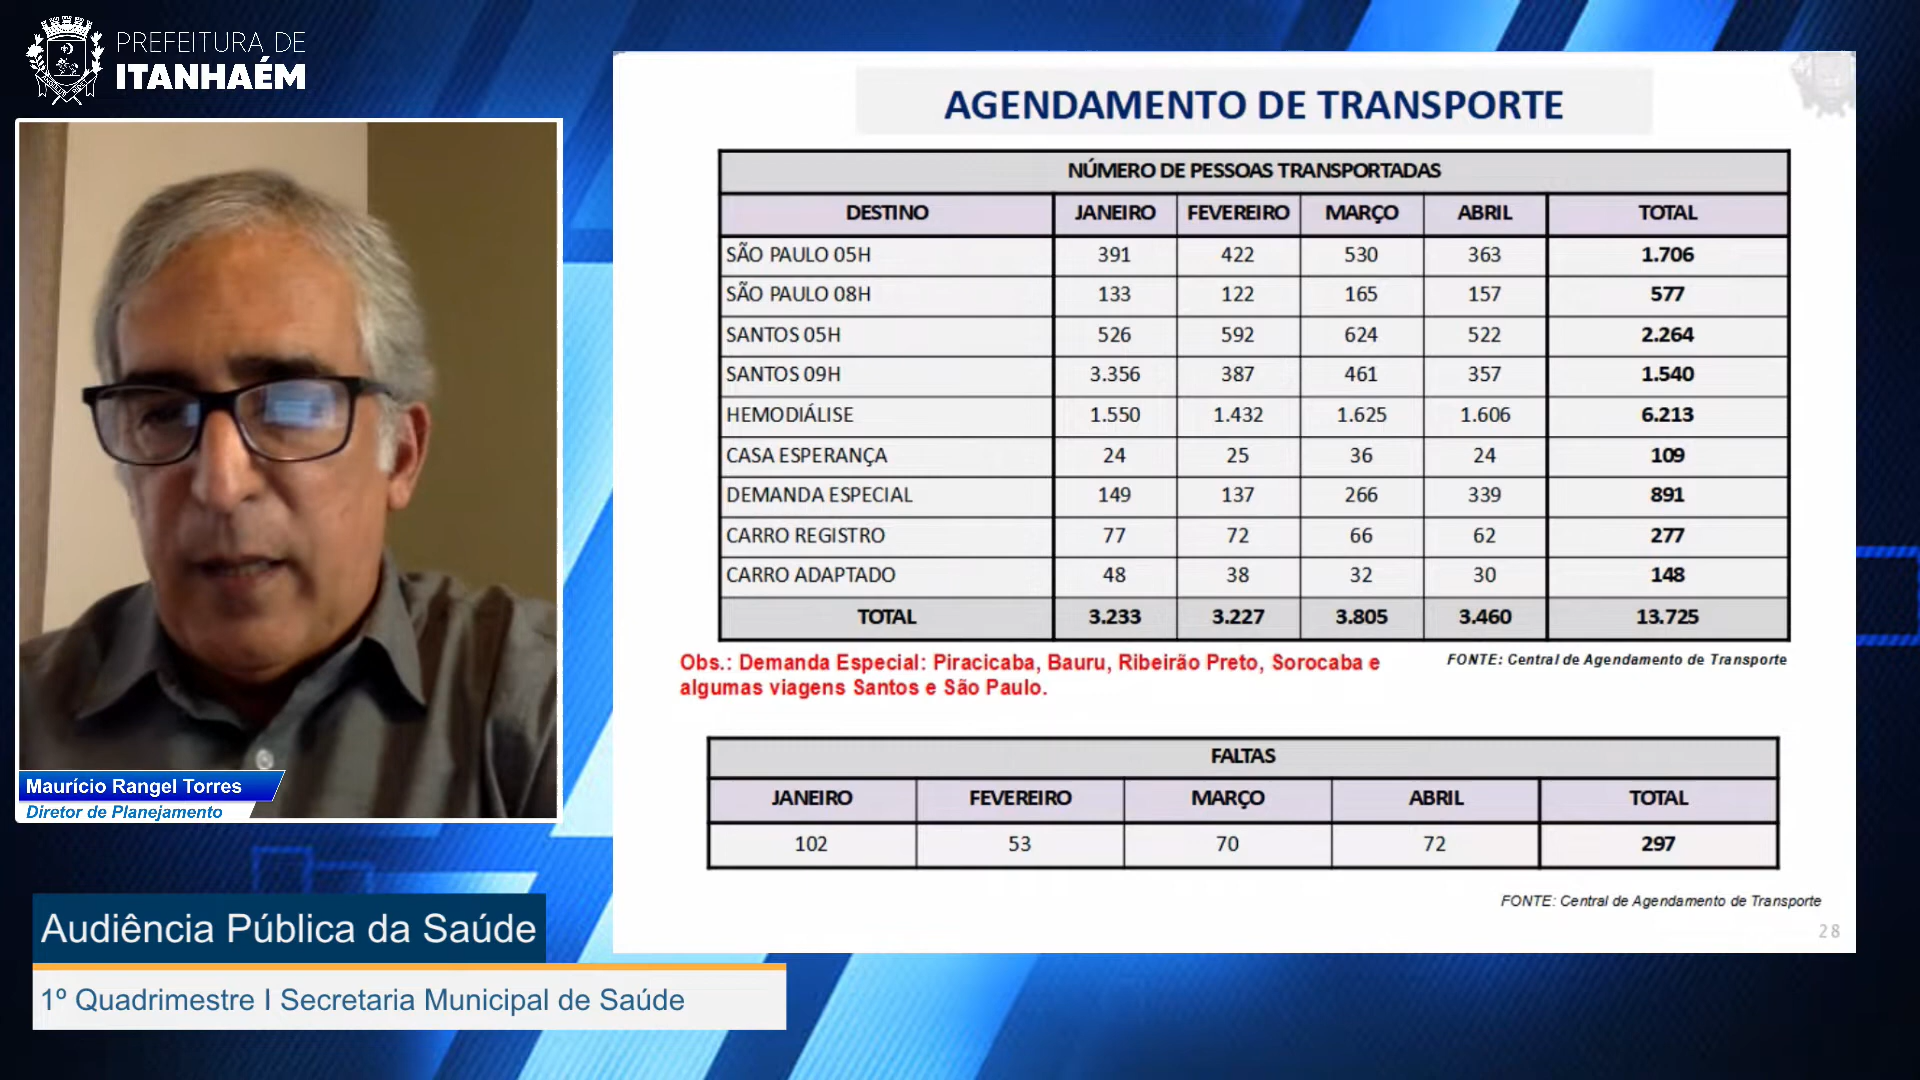 PREFEITURA DE
ITANHAÉM
AGENDAMENTO DE TRANSPORTE
NÚMERO DE PESSOAS TRANSPORTADAS
DESTINO JANEIRO FEVEREIRO MARÇO ABRIL TOTAL
SÃO PAULO 05H 391 422 530 363 1.706
SÃO PAULO 08H 133 122 165 157 577
SANTOS 05H 526 592 624 522 2.264
SANTOS 09H 3.356 387 461 357 1.540
HEMODIÁLISE 1.550 1.432 1.625 1.606 6.213
CASA ESPERANÇA 24 25 36 24 109
DEMANDA ESPECIAL 149 137 266 339 891
CARRO REGISTRO 77 72 66 62 277
CARRO ADAPTADO 48 38 32 30 148
TOTAL 3.233 3.227 3.805 3.460 13.725
Obs.: Demanda Especial: Piracicaba, Bauru, Ribeirão Preto, Sorocaba e
algumas viagens Santos e São Paulo.
FONTE: Central de Agendamento de Transporte
FALTAS
JANEIRO FEVEREIRO MARÇO ABRIL TOTAL
102 53 70 72 297
FONTE: Central de Agendamento de Transporte
28
Maurício Rangel Torres
Diretor de Planejamento
Audiência Pública da Saúde
1º Quadrimestre I Secretaria Municipal de Saúde